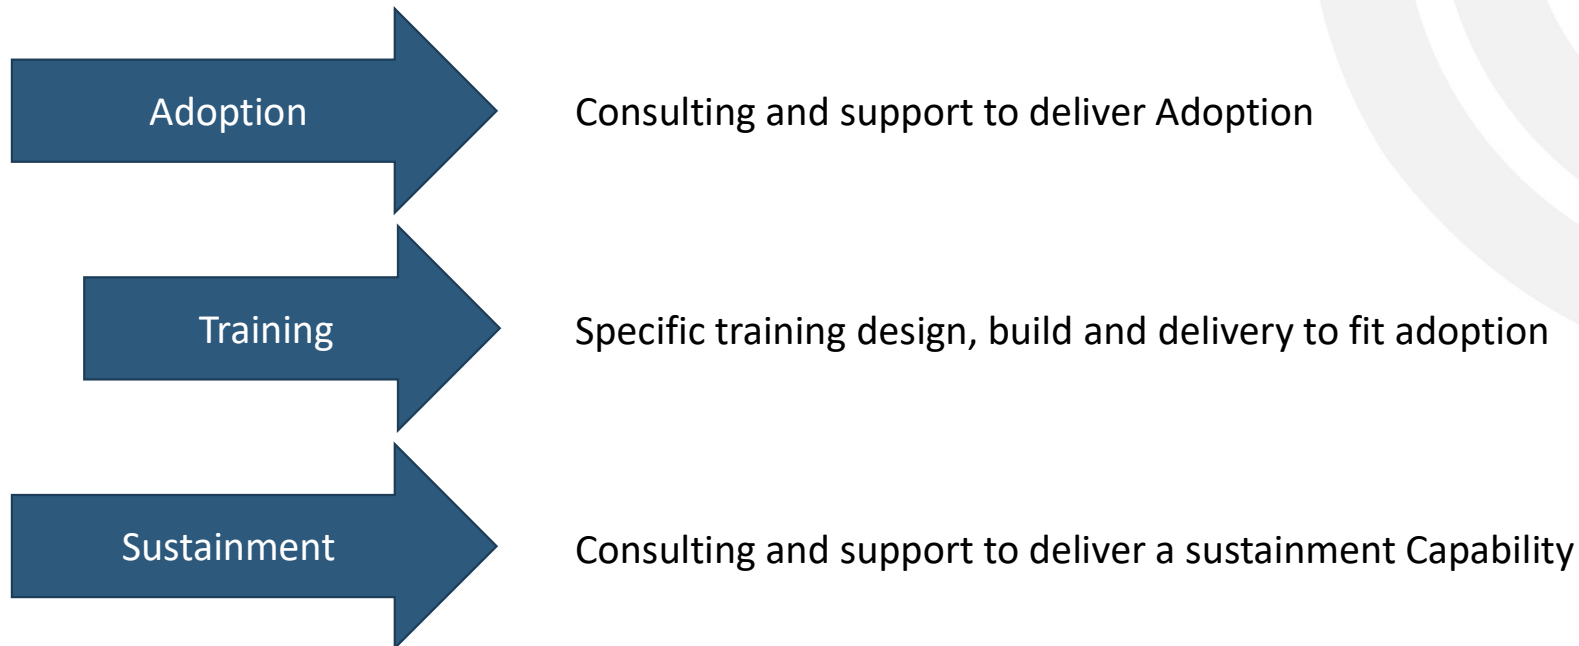 Adoption
Consulting and support to deliver Adoption
Training
Specific training design, build and delivery to fit adoption
Sustainment
Consulting and support to deliver a sustainment Capability